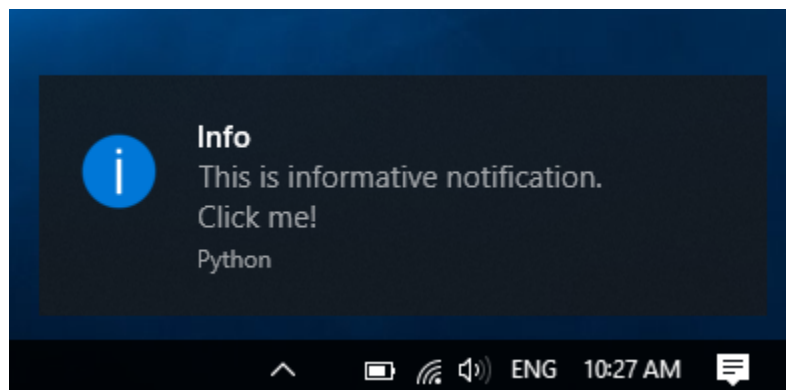 Info
This is informative notification.
Click me!
Python
ENG 10:27 AM